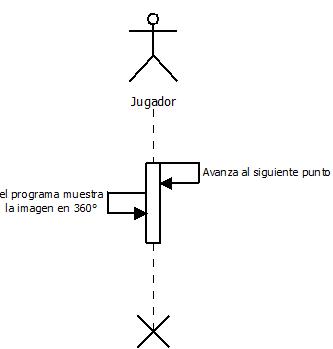 Jugador
Avanza al siguiente punto
el programa muestra
la imagen en 360°